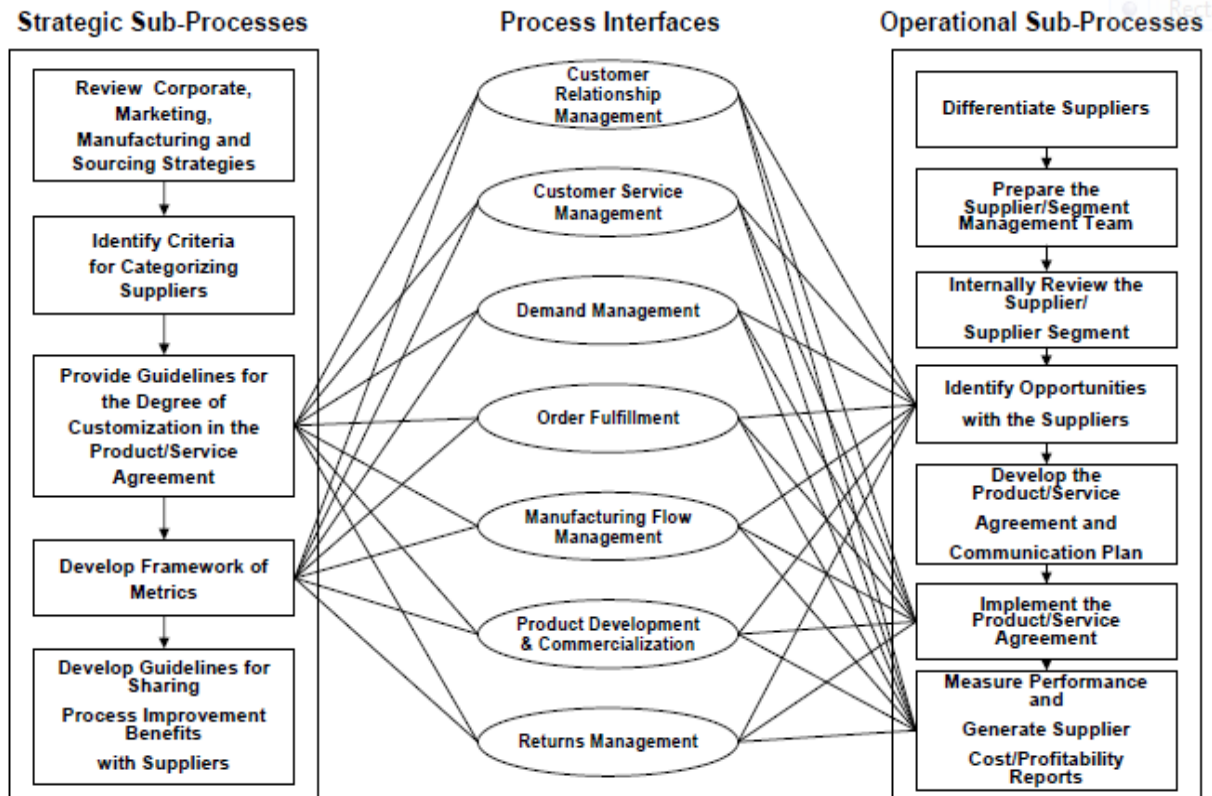 Strategic Sub-Processes
Review Corporate,
Marketing,
Manufacturing and
Sourcing Strategies
Identify Criteria
for Categorizing
Suppliers
Provide Guidelines for
the Degree of
Customization in the
Product/Service
Agreement
Develop Framework of
Metrics
Develop Guidelines for
Sharing
Process Improvement
Benefits
with Suppliers
Process Interfaces
Customer
Relationship
Management
Customer Service
Management
Demand Management
Order Fulfillment
Manufacturing Flow
Management
Product Development
& Commercialization
Returns Management
Rect
Operational Sub-Processes
Differentiate Suppliers
Prepare the
Supplier/Segment
Management Team
Internally Review the
Supplier/
Supplier Segment
Identify Opportunities
with the Suppliers
Develop the
Product/Service
Agreement and
Communication Plan
Implement the
Product/Service
Agreement
Measure Performance
and
Generate Supplier
Cost/Profitability
Reports